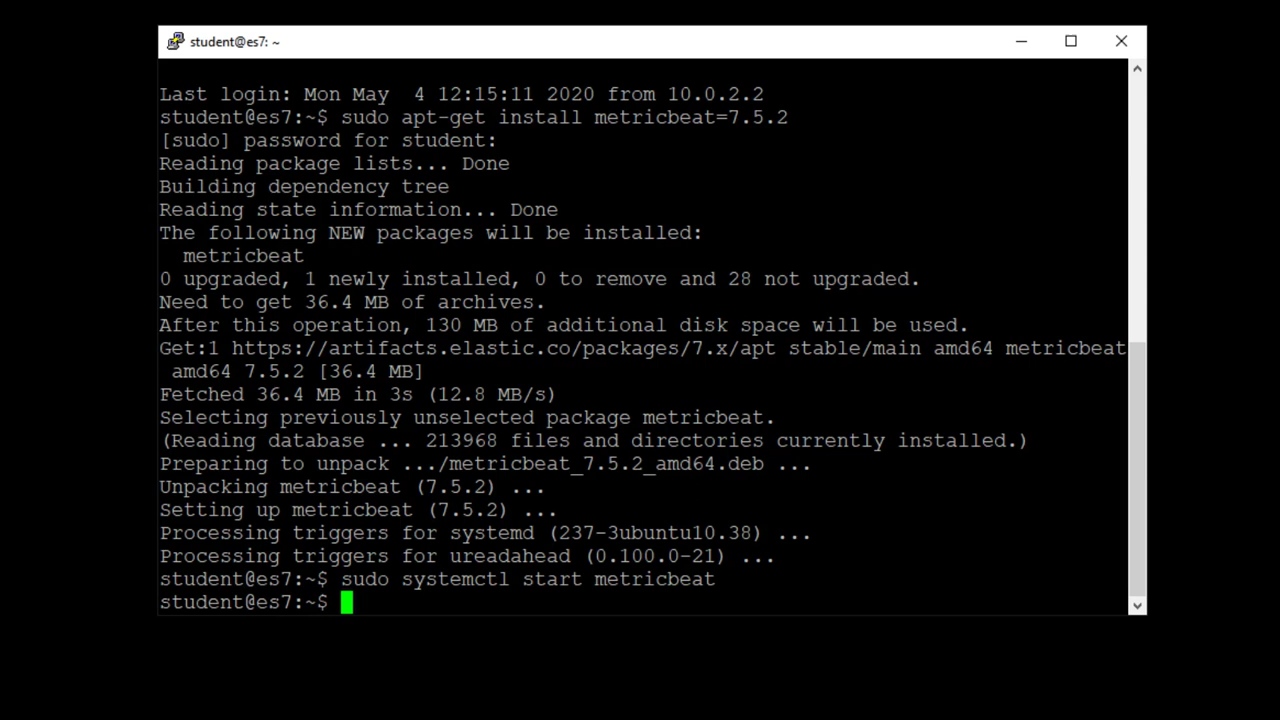 student@es7: ~
Last login: Mon May  4 12:15:11 2020 from 10.0.2.2
student@es7:~$ sudo apt-get install metricbeat=7.5.2
[sudo] password for student:
Reading package lists... Done
Building dependency tree
Reading state information... Done
The following NEW packages will be installed:
  metricbeat
0 upgraded, 1 newly installed, 0 to remove and 28 not upgraded.
Need to get 36.4 MB of archives.
After this operation, 130 MB of additional disk space will be used.
Get:1 https://artifacts.elastic.co/packages/7.x/apt stable/main amd64 metricbeat
 amd64 7.5.2 [36.4 MB]
Fetched 36.4 MB in 3s (12.8 MB/s)
Selecting previously unselected package metricbeat.
(Reading database ... 213968 files and directories currently installed.)
Preparing to unpack .../metricbeat_7.5.2_amd64.deb ...
Unpacking metricbeat (7.5.2) ...
Setting up metricbeat (7.5.2) ...
Processing triggers for systemd (237-3ubuntu10.38) ...
Processing triggers for ureadahead (0.100.0-21) ...
student@es7:~$ sudo systemctl start metricbeat
student@es7:~$